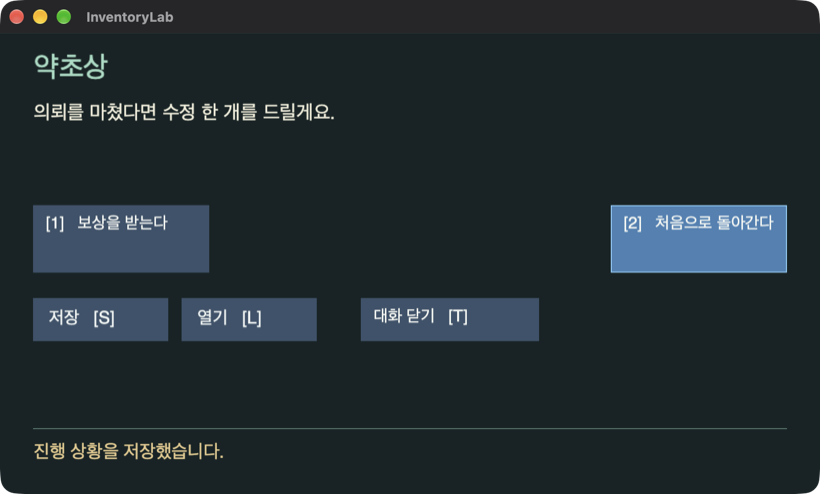 InventoryLab
약초상
의뢰를 마쳤다면 수정 한 개를 드릴게요.
[1] 보상을 받는다
[2] 처음으로 돌아간다
저장 [S]
열기 [L]
대화 닫기 [T]
진행 상황을 저장했습니다.